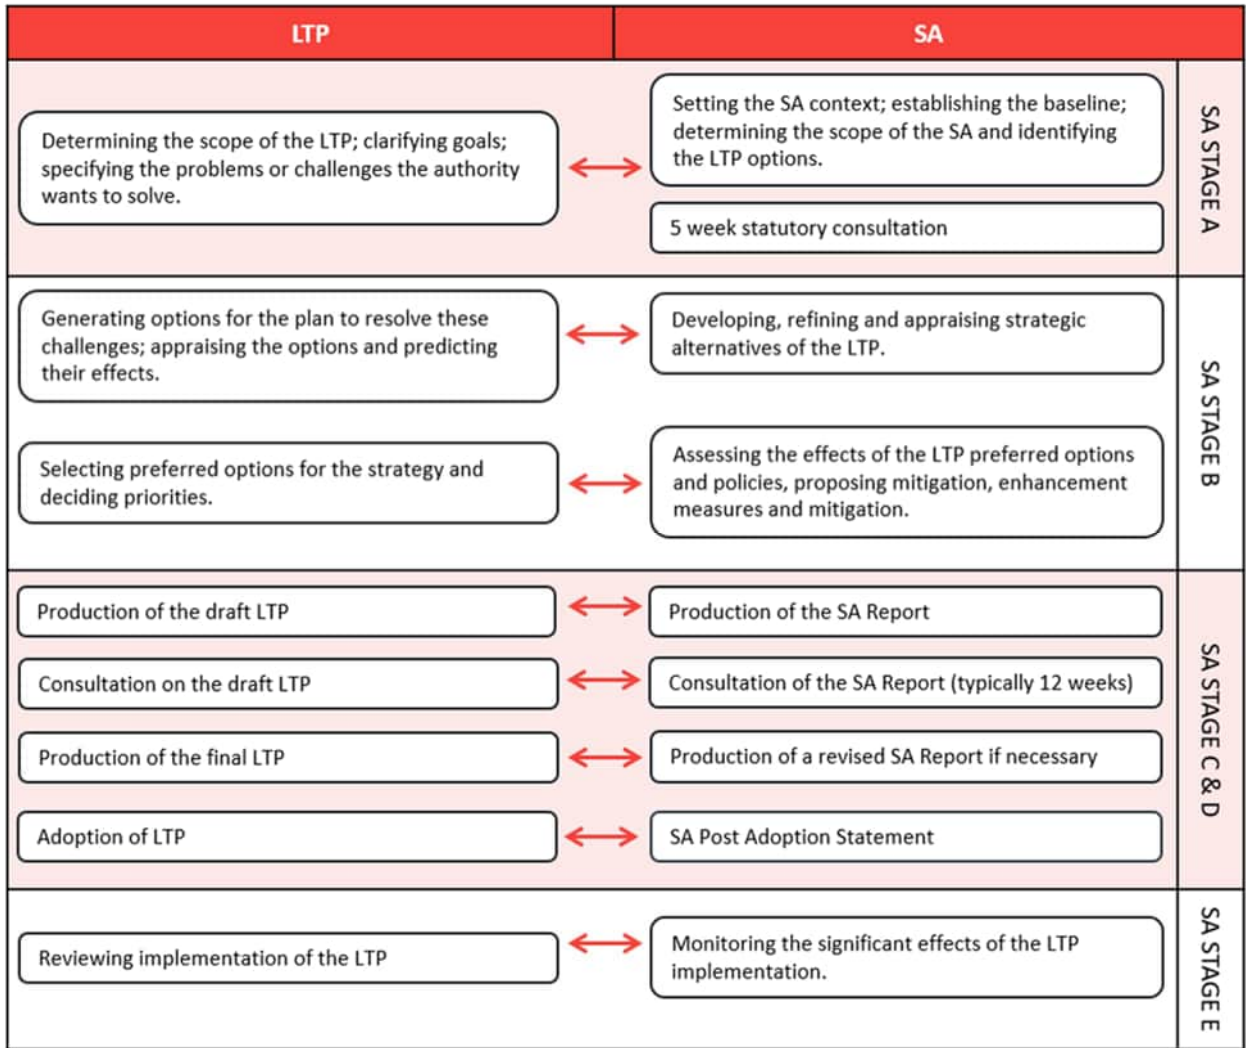 LTP
SA
Determining the scope of the LTP; clarifying goals;
specifying the problems or challenges the authority
wants to solve.
Setting the SA context; establishing the baseline;
determining the scope of the SA and identifying
the LTP options.
5 week statutory consultation
SA STAGE A
Generating options for the plan to resolve these
challenges; appraising the options and predicting
their effects.
Developing, refining and appraising strategic
alternatives of the LTP.
Selecting preferred options for the strategy and
deciding priorities.
Assessing the effects of the LTP preferred options
and policies, proposing mitigation, enhancement
measures and mitigation.
SA STAGE B
Production of the draft LTP
Production of the SA Report
Consultation on the draft LTP
Consultation of the SA Report (typically 12 weeks)
Production of the final LTP
Production of a revised SA Report if necessary
Adoption of LTP
SA Post Adoption Statement
SA STAGE C & D
Reviewing implementation of the LTP
Monitoring the significant effects of the LTP
implementation.
SA STAGE E